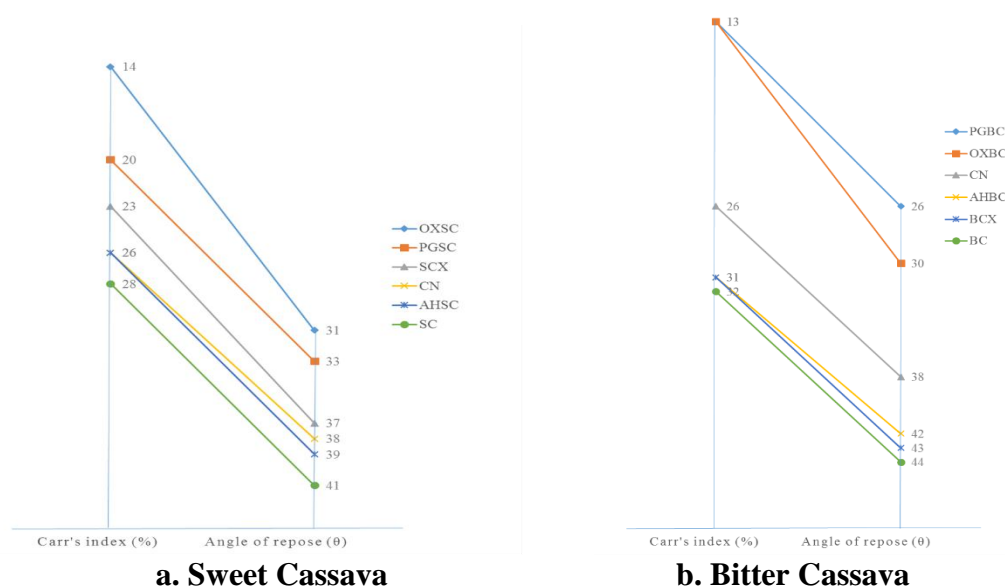 14
20
23
26
28
31
33
37
38
39
41
OXSC
PGSC
SCX
CN
AHSC
SC
Carr's index (%)
Angle of repose (θ)
a. Sweet Cassava
13
26
31
32
26
30
38
42
43
44
PGBC
OXBC
CN
AHBC
BCX
BC
Carr's index (%)
Angle of repose (θ)
b. Bitter Cassava